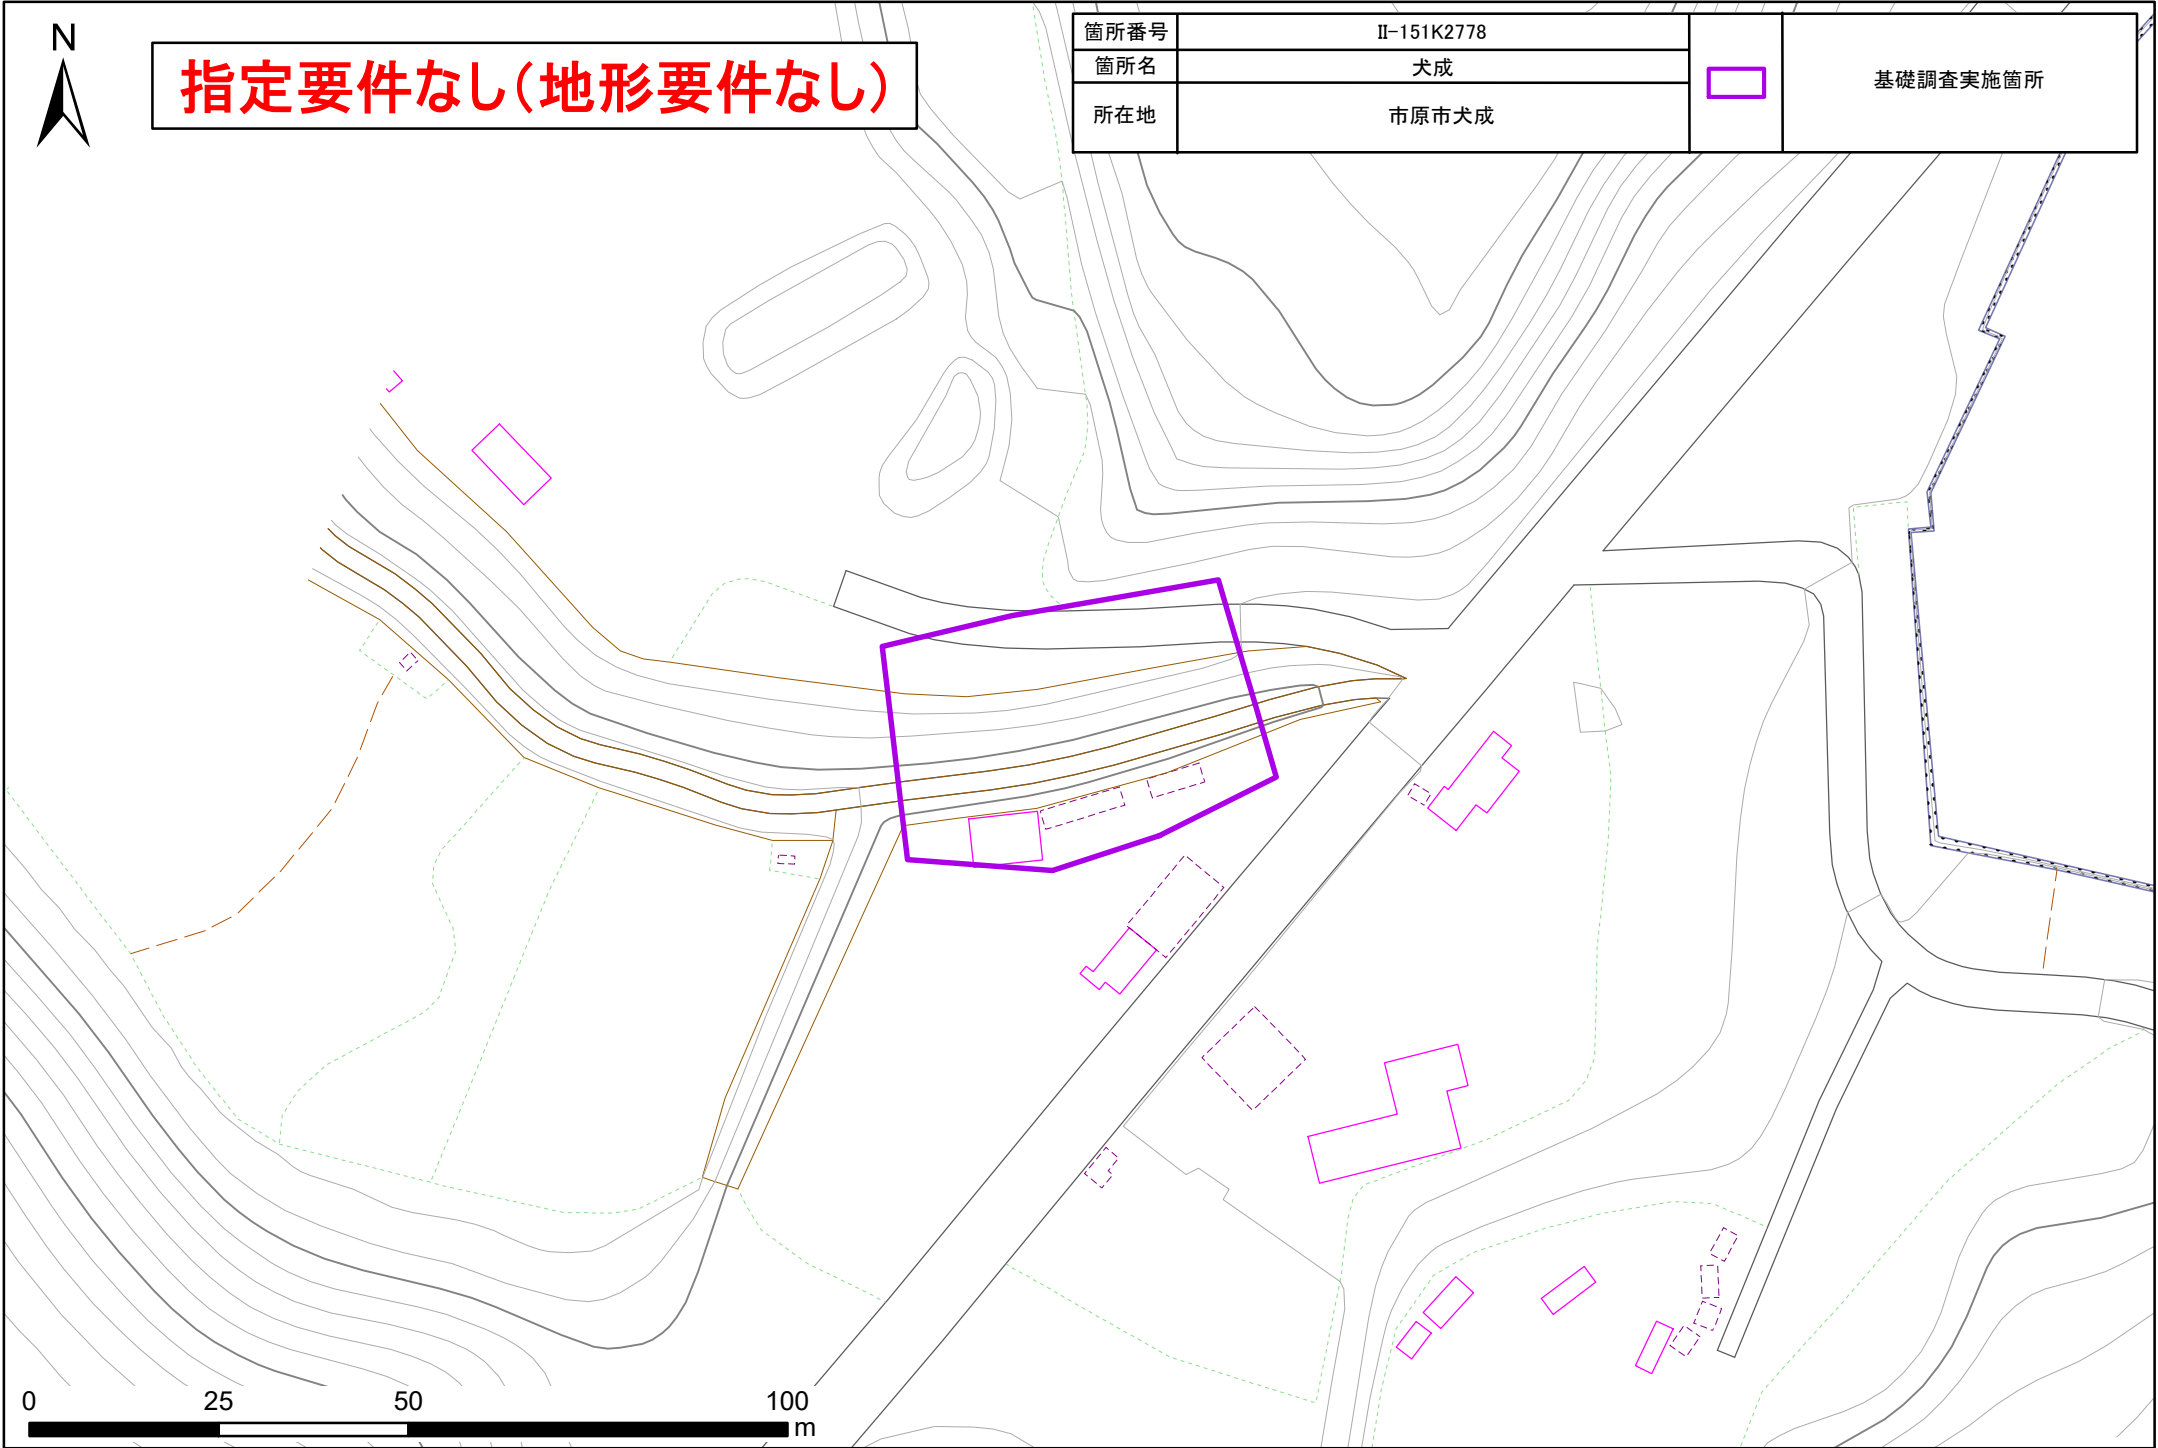 N
指定要件なし（地形要件なし）
箇所番号 Ⅱ-151K2778
箇所名 犬成
所在地 市原市犬成
基礎調査実施箇所
0 25 50 100
m